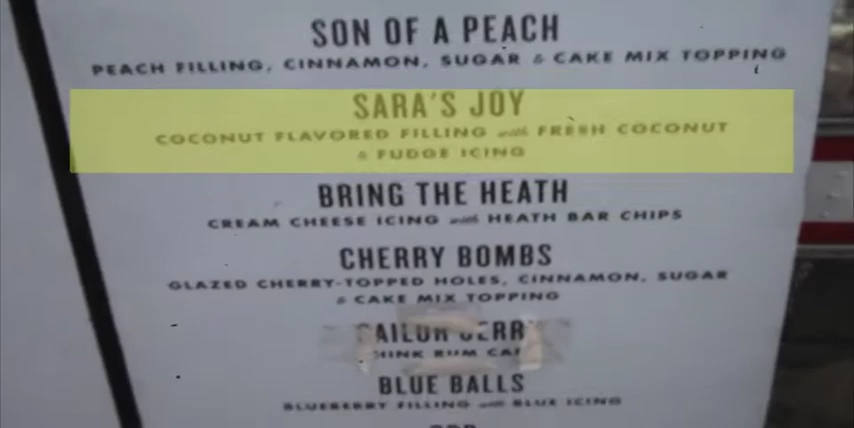 SON OF A PEACH
PEACH FILLING, CINNAMON, SUGAR & CAKE MIX TOPPING
SARA'S JOY
COCONUT FLAVORED FILLING with FRESH COCONUT
& FUDGE ICING
BRING THE HEATH
CREAM CHEESE ICING with HEATH BAR CHIPS
CHERRY BOMBS
GLAZED CHERRY-TOPPED HOLES, CINNAMON, SUGAR
& CAKE MIX TOPPING
RUM
BLUE BALLS
BLUEBERRY FILLING with BLUE ICING